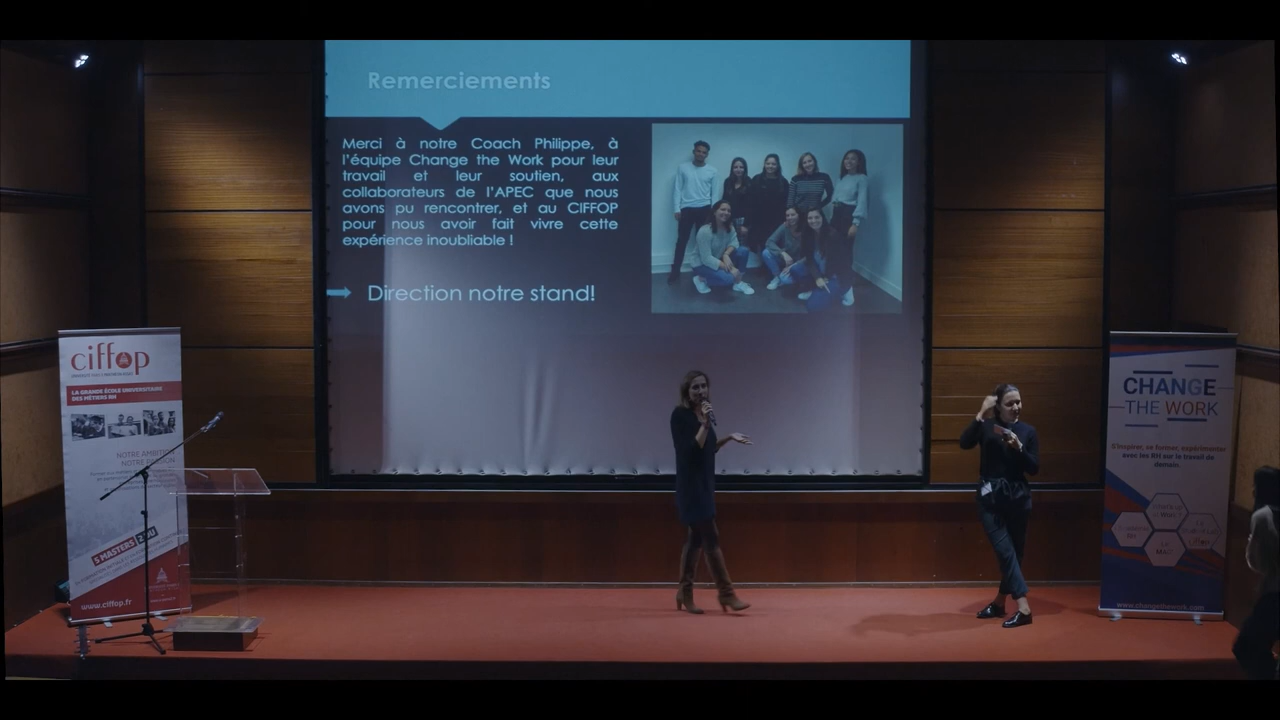 Remerciements
Merci à notre Coach Philippe, à
l'équipe Change the Work pour leur
travail et leur soutien, aux
collaborateurs de l'APEC que nous
avons pu rencontrer, et au CIFFOP
pour nous avoir fait vivre cette
expérience inoubliable !
Direction notre stand!
ciffop
LA GRANDE ÉCOLE UNIVERSITAIRE
DES MÉTIERS RH
NOTRE AMBITION
NOTRE PASSION
5 MASTERS 2
www.ciffop.fr
CHANGE
THE WORK
S'inspirer, se former, expérimenter
avec les RH sur le travail de
demain.
www.changethework.com